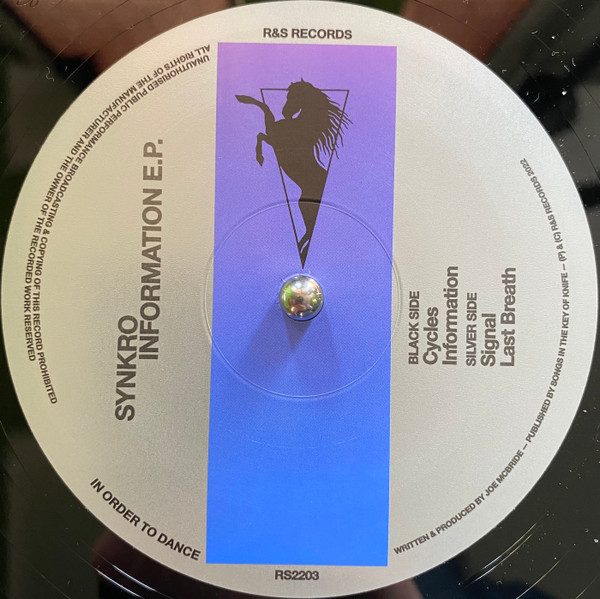 R&S RECORDS
UNAUTHORISED PUBLIC PERFORMANCE BROADCASTING & COPYING OF THIS RECORD PROHIBITED
ALL RIGHTS OF THE MANUFACTURER AND THE OWNER OF THE RECORDED WORK RESERVED
SYNKRO
INFORMATION E.P.
BLACK SIDE
Cycles
Information
SILVER SIDE
Signal
Last Breath
WRITTEN & PRODUCED BY JOE MCBRIDE – PUBLISHED BY SONGS IN THE KEY OF KNIFE – (P) & (C) R&S RECORDS 2022
IN ORDER TO DANCE
RS2203